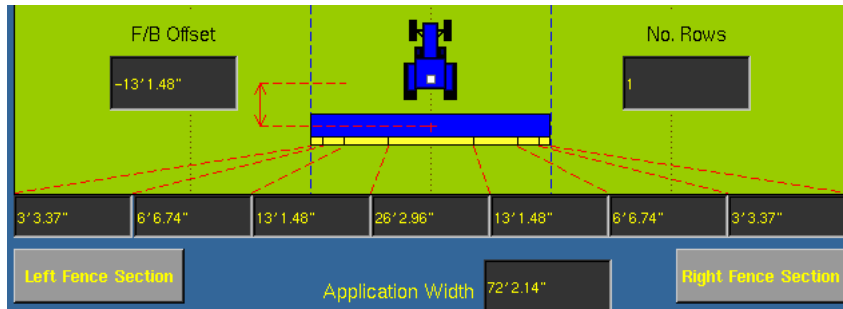 F/B Offset
No. Rows
-13'1.48"
1
3'3.37" 6'6.74" 13'1.48" 26'2.96" 13'1.48" 6'6.74" 3'3.37"
Left Fence Section
Right Fence Section
Application Width 72'2.14"